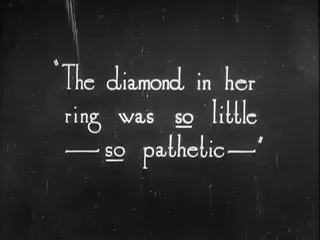 "The diamond in her
ring was so little
— so pathetic —"